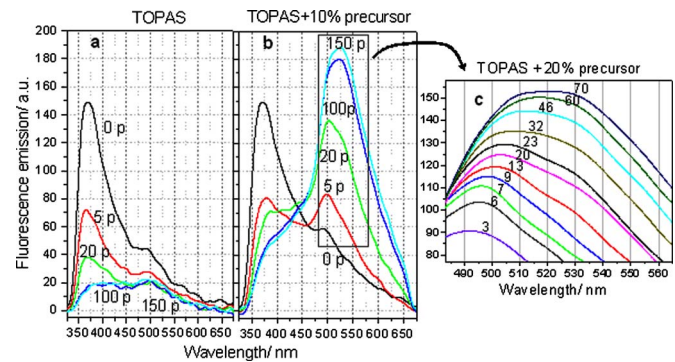 TOPAS
TOPAS+10% precursor
TOPAS +20% precursor
a
b
c
Fluorescence emission/ a.u.
200
180
160
140
120
100
80
60
40
20
0
0 p
5 p
20 p
100 p
150 p
350 400 450 500 550 600 650
150 p
100p
20 p
5 p
0 p
350 400 450 500 550 600 650
Wavelength/ nm
150
140
130
120
110
100
90
80
70
60
46
32
23
20
13
9
7
6
3
490 500 510 520 530 540 550 560
Wavelength/ nm